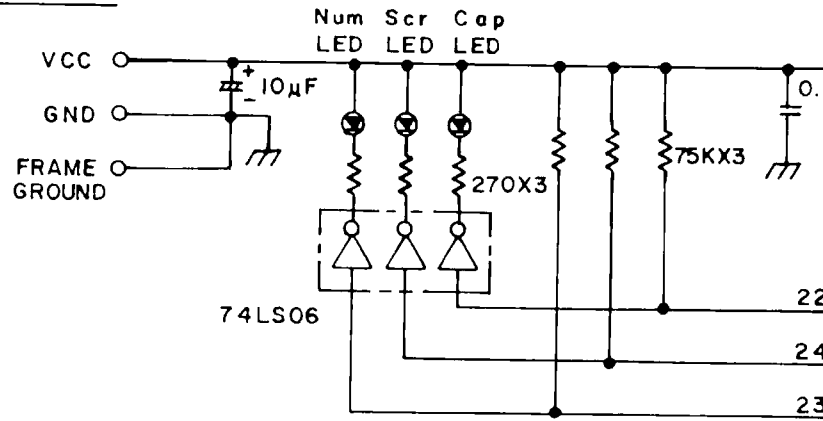 Num Scr Cap
LED LED LED
VCC
+
10µF
-
0.
GND
FRAME
GROUND
75KX3
270X3
74LS06
22
24
23